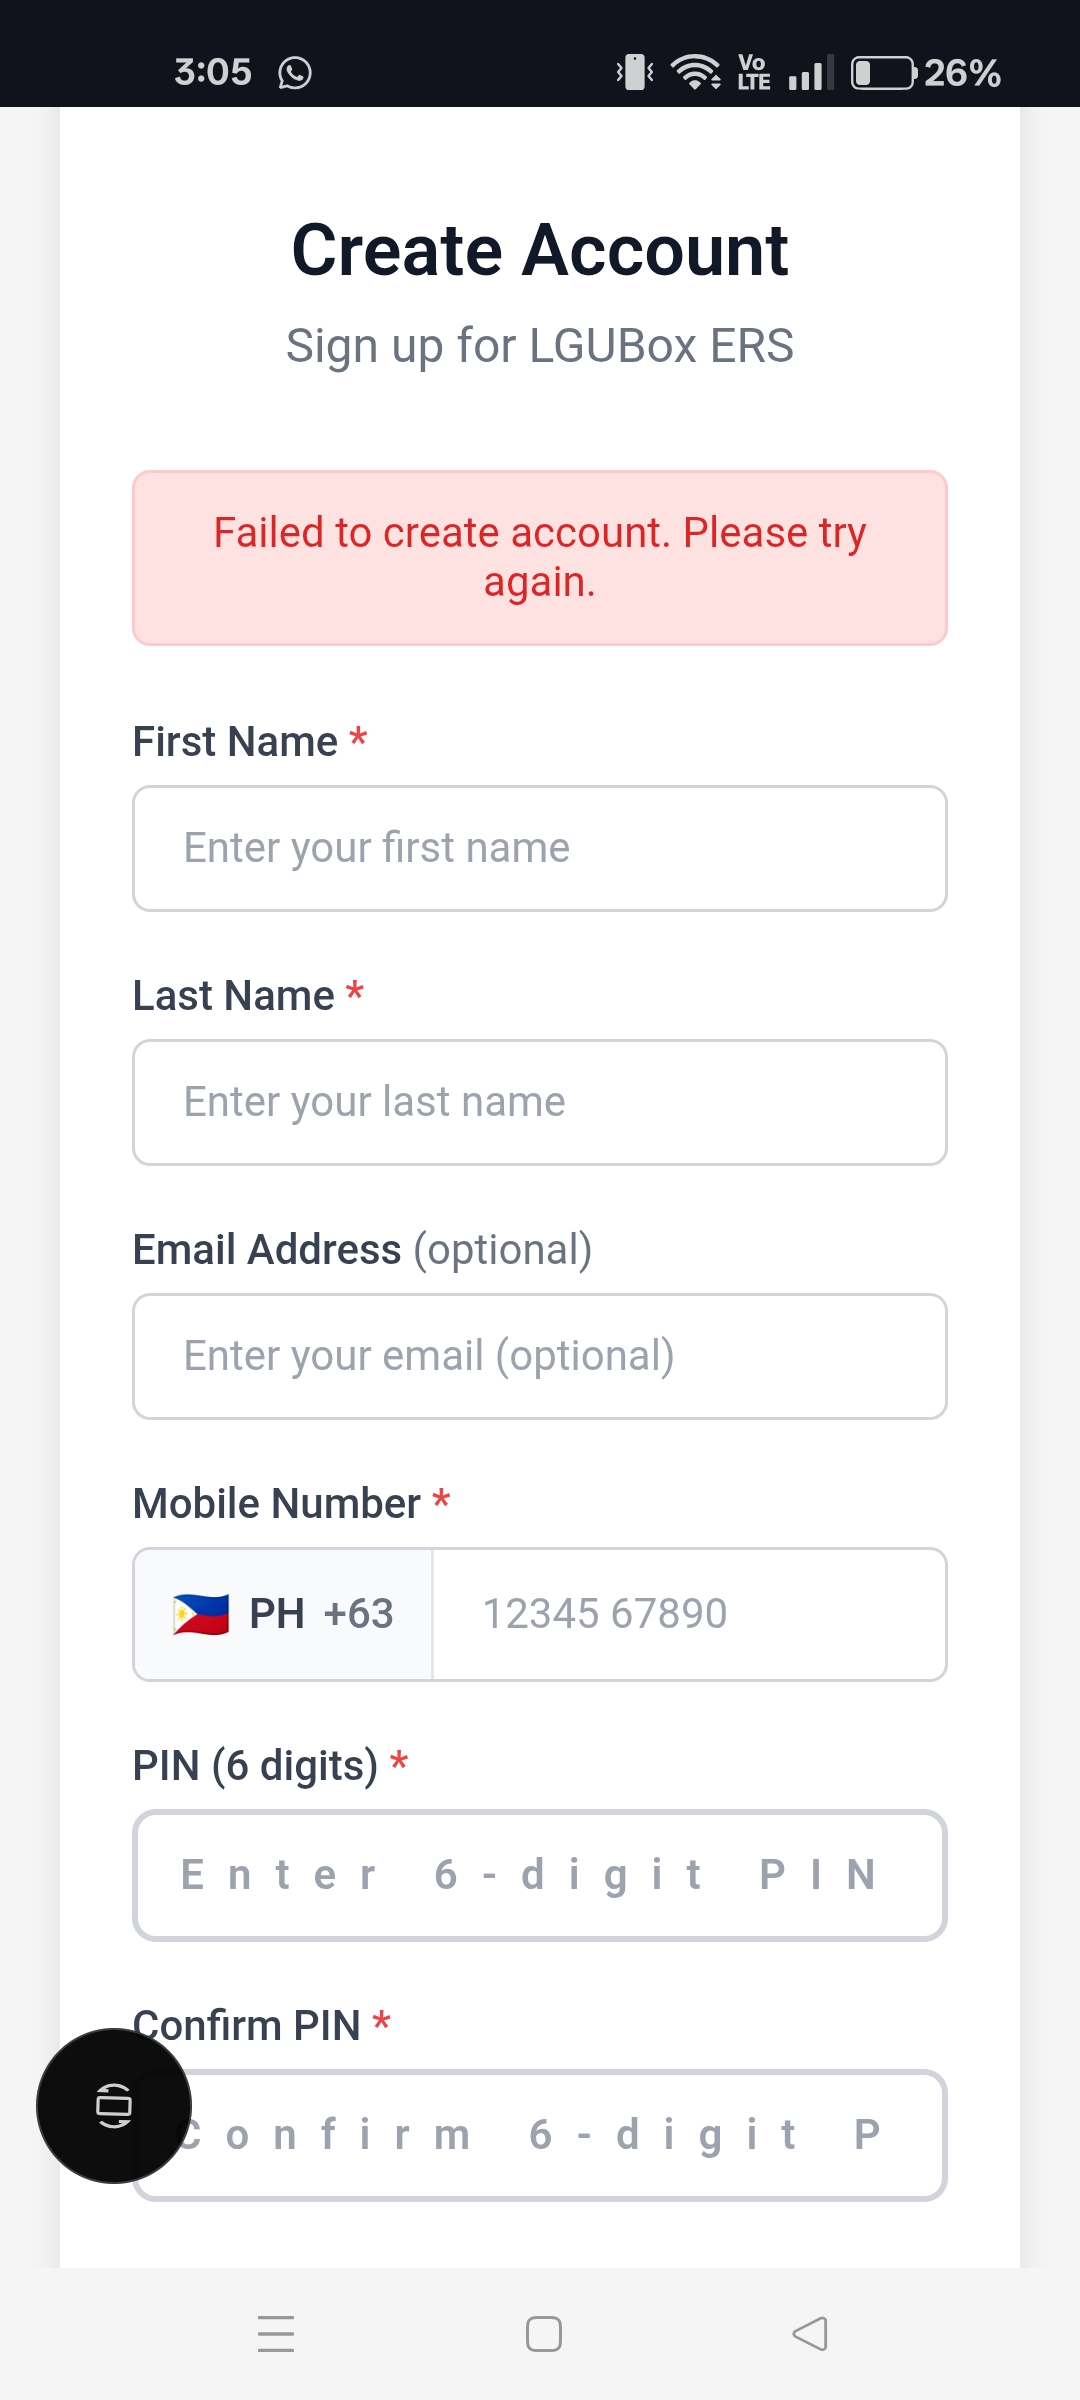 3:05
Vo
LTE
26%
Create Account
Sign up for LGUBox ERS
Failed to create account. Please try
again.
First Name *
Enter your first name
Last Name *
Enter your last name
Email Address (optional)
Enter your email (optional)
Mobile Number *
PH +63 12345 67890
PIN (6 digits) *
Enter 6-digit PIN
Confirm PIN *
Confirm 6-digit P